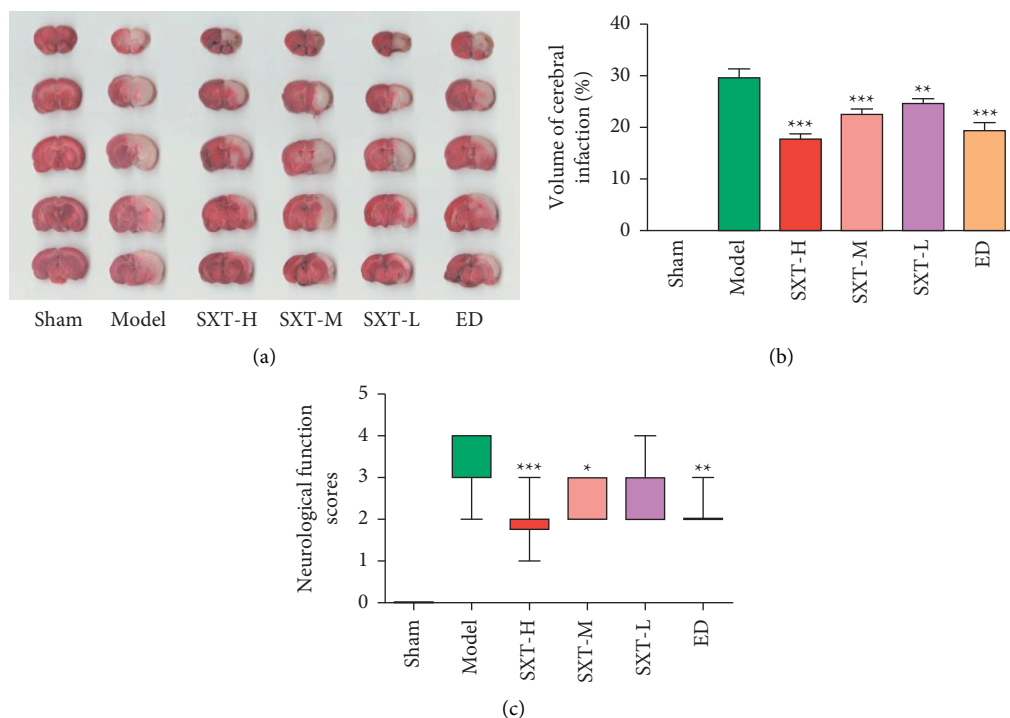 Sham Model SXT-H SXT-M SXT-L ED
(a)
Volume of cerebral
infaction (%)
40
30
20
10
0
***
***
**
***
Sham
Model
SXT-H
SXT-M
SXT-L
ED
(b)
Neurological function
scores
5
4
3
2
1
0
***
*
**
Sham
Model
SXT-H
SXT-M
SXT-L
ED
(c)